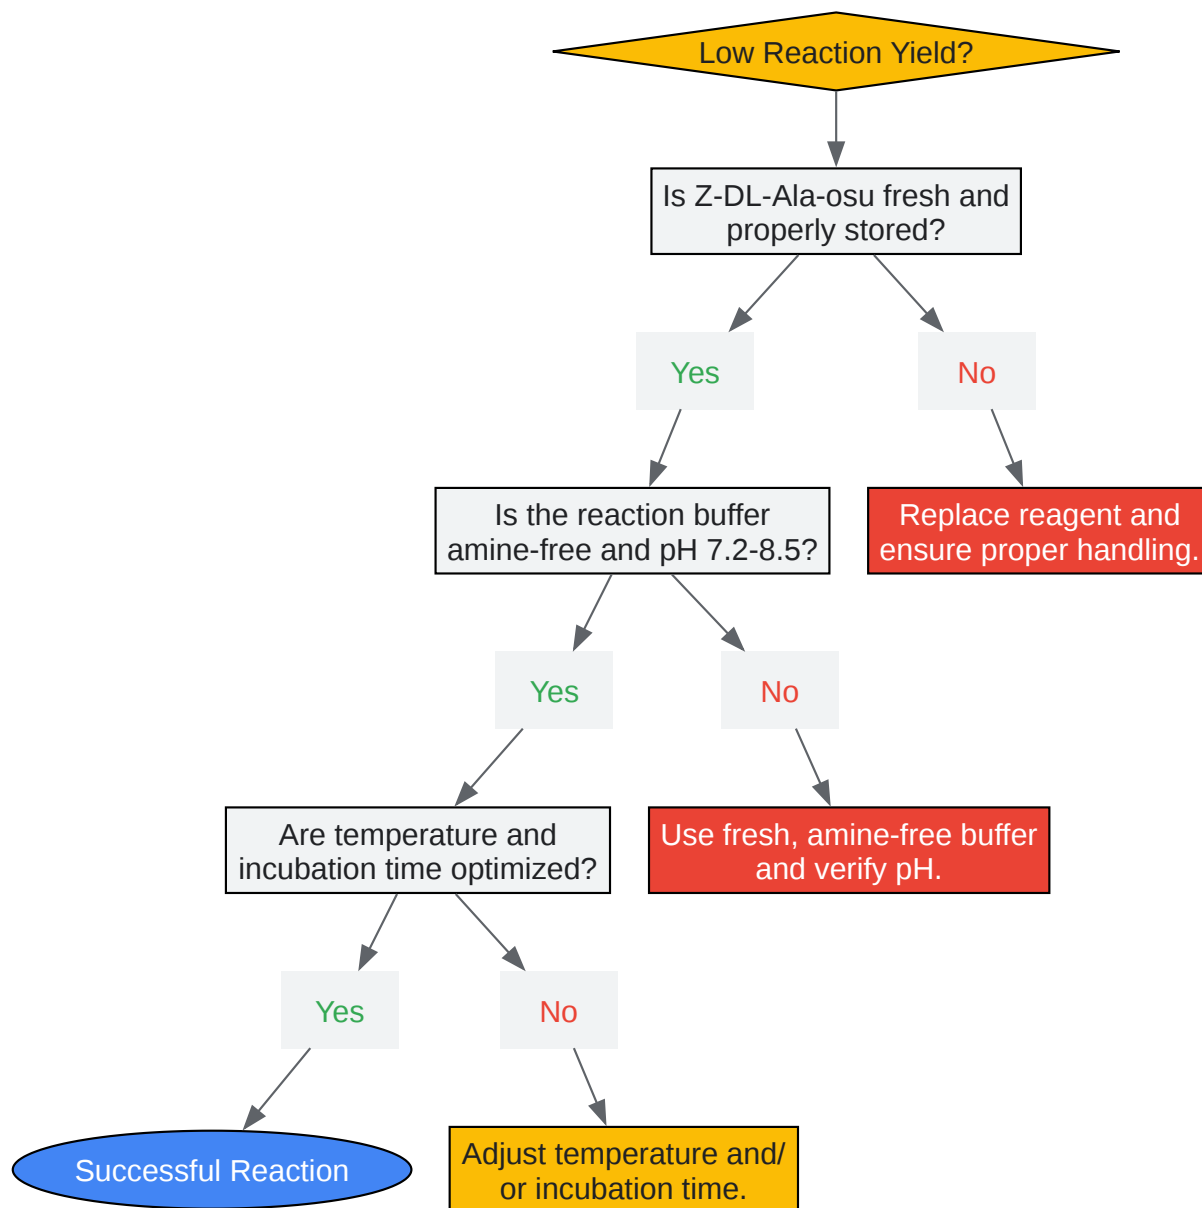 Low Reaction Yield?
Is Z-DL-Ala-osu fresh and
properly stored?
Yes
No
Is the reaction buffer
amine-free and pH 7.2-8.5?
Replace reagent and
ensure proper handling.
Yes
No
Are temperature and
incubation time optimized?
Use fresh, amine-free buffer
and verify pH.
Yes
No
Successful Reaction
Adjust temperature and/
or incubation time.